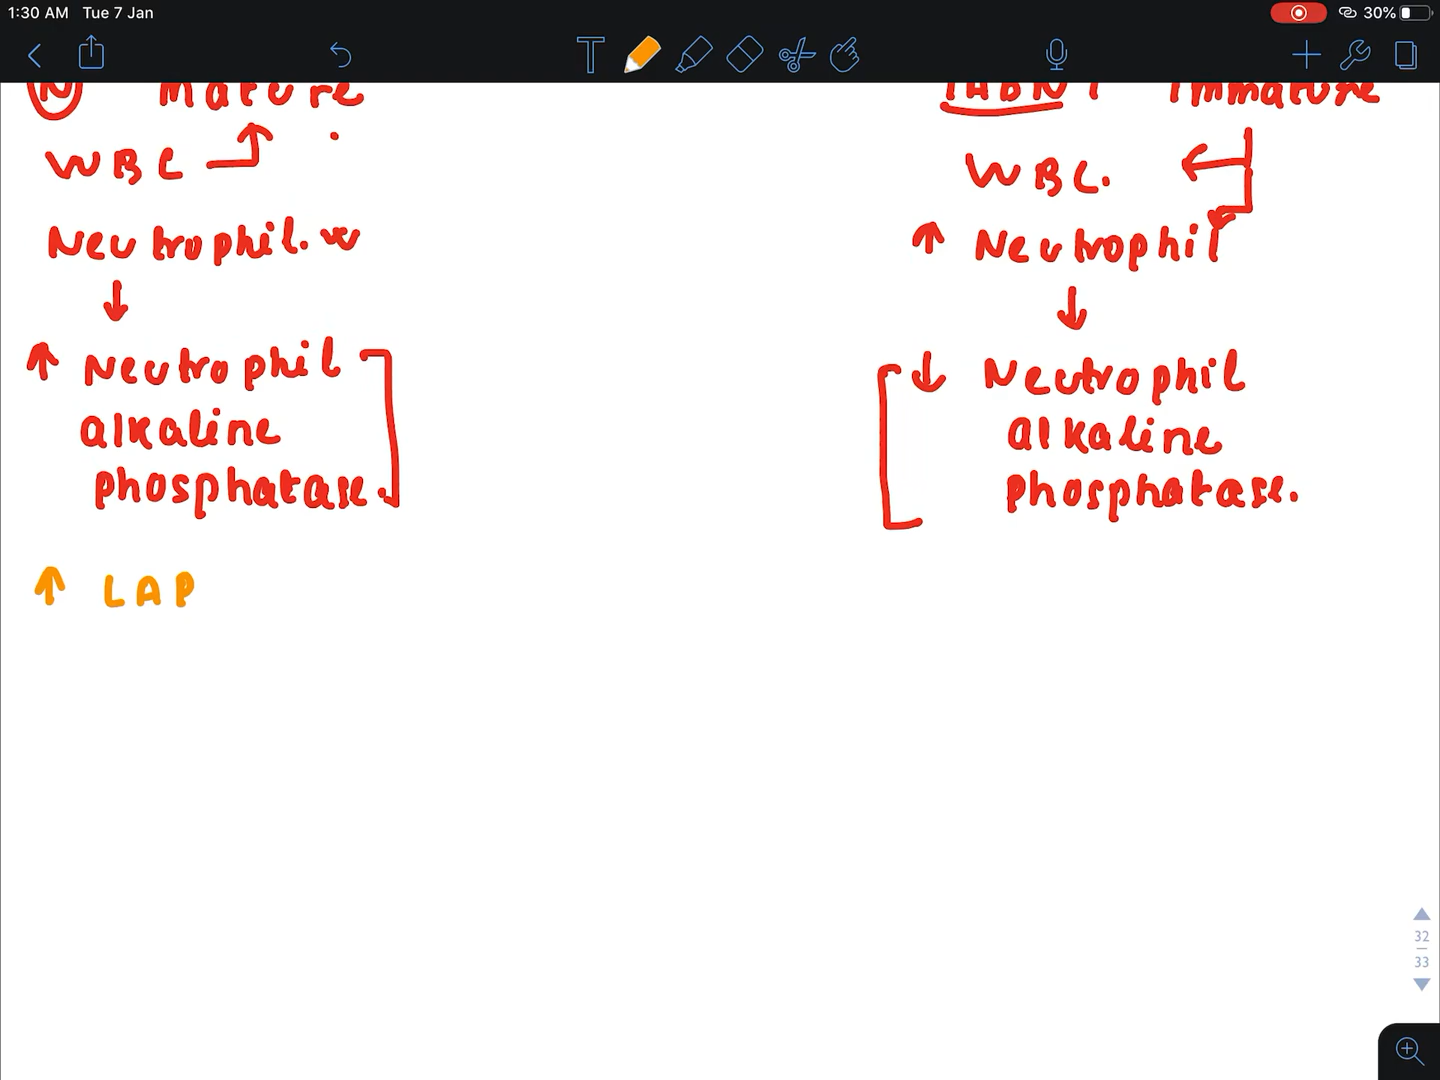 1:30 AM Tue 7 Jan
30%
N mature
WBC
Neutrophil.
↓
↑ Neutrophil
alkaline
phosphatase.
↑ LAP
Immature
WBC.
↑ Neutrophil
↓
↓ Neutrophil
alkaline
phosphatase.
32
33